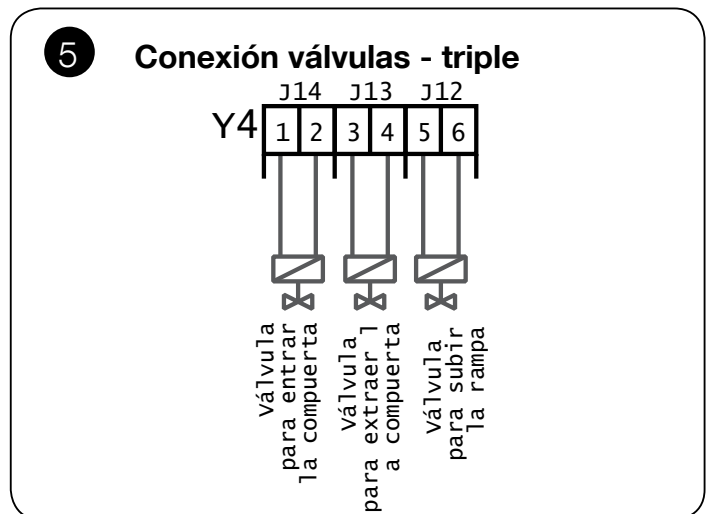 5 Conexión válvulas - triple
J14 J13 J12
Y4 1 2 3 4 5 6
Válvula
para entrar
la compuerta
Válvula
para extraer l
a compuerta
Válvula
para subir
la rampa